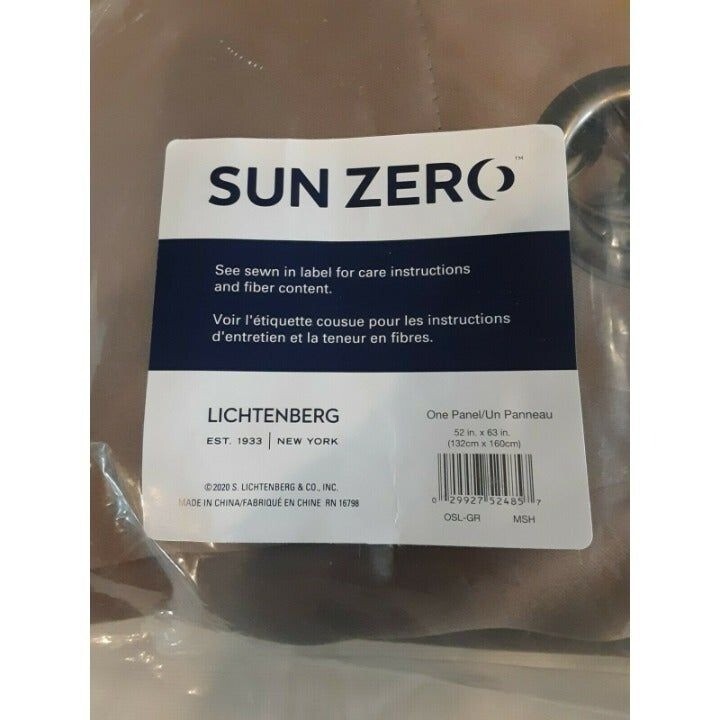 SUN ZERO™
See sewn in label for care instructions
and fiber content.
Voir l'étiquette cousue pour les instructions
d'entretien et la teneur en fibres.
LICHTENBERG
EST. 1933 | NEW YORK
©2020 S. LICHTENBERG & CO., INC.
MADE IN CHINA/FABRIQUÉ EN CHINE RN 16798
One Panel/Un Panneau
52 in. x 63 in.
(132cm x 160cm)
0 29927 52485 7
OSL-GR MSH